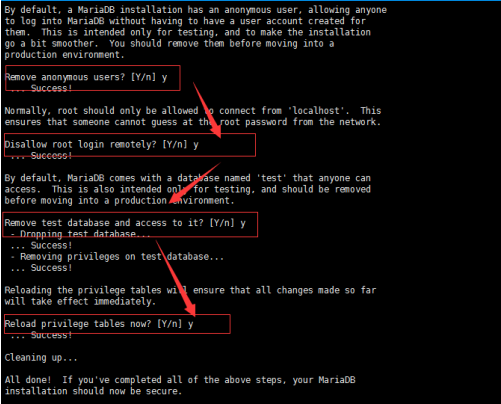 By default, a MariaDB installation has an anonymous user, allowing anyone
to log into MariaDB without having to have a user account created for
them.  This is intended only for testing, and to make the installation
go a bit smoother.  You should remove them before moving into a
production environment.
Remove anonymous users? [Y/n] y
... Success!
Normally, root should only be allowed to connect from 'localhost'.  This
ensures that someone cannot guess at the root password from the network.
Disallow root login remotely? [Y/n] y
... Success!
By default, MariaDB comes with a database named 'test' that anyone can
access.  This is also intended only for testing, and should be removed
before moving into a production environment.
Remove test database and access to it? [Y/n] y
- Dropping test database...
... Success!
- Removing privileges on test database...
... Success!
Reloading the privilege tables will ensure that all changes made so far
will take effect immediately.
Reload privilege tables now? [Y/n] y
... Success!
Cleaning up...
All done!  If you've completed all of the above steps, your MariaDB
installation should now be secure.